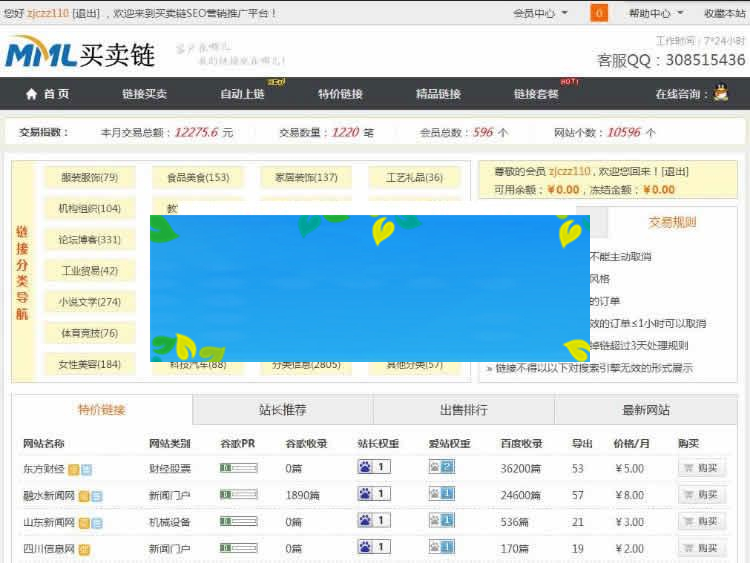 您好 zjczz110 [退出] ，欢迎来到买卖链SEO营销推广平台！
会员中心 0 帮助中心 收藏本站
MML买卖链
客户在哪儿
我的链接就在哪儿!
工作时间：7*24小时
客服QQ：308515436
首页 链接买卖 自动上链 特价链接 精品链接 链接套餐 HOT! 在线咨询：
交易指数： 本月交易总额：12275.6 元 交易数量：1220 笔 会员总数：596 个 网站个数：10596 个
链接分类导航
服装服饰(79) 食品美食(153) 家居装饰(137) 工艺礼品(36)
机构组织(104)
论坛博客(331)
工业贸易(42)
小说文学(274)
体育竞技(76)
女性美容(184) 科技汽车(88) 分类信息(2805) 其他分类(57)
尊敬的会员 zjczz110，欢迎您回来！[退出]
可用余额：￥0.00，冻结金额：￥0.00
交易规则
不能主动取消
风格
的订单
效的订单≤1小时可以取消
掉链超过3天处理规则
» 链接不得以以下对搜索引擎无效的形式展示
特价链接 站长推荐 出售排行 最新网站
网站名称 网站类别 谷歌PR 谷歌收录 站长权重 爱站权重 百度收录 导出 价格/月 购买
东方财经 财经股票 0 0篇 1 2 36200篇 53 ￥5.00 购买
融水新闻网 新闻门户 0 1890篇 1 1 24600篇 57 ￥8.00 购买
山东新闻网 机械设备 0 0篇 1 1 536篇 21 ￥3.00 购买
四川信息网 新闻门户 0 0篇 1 1 170篇 19 ￥2.00 购买